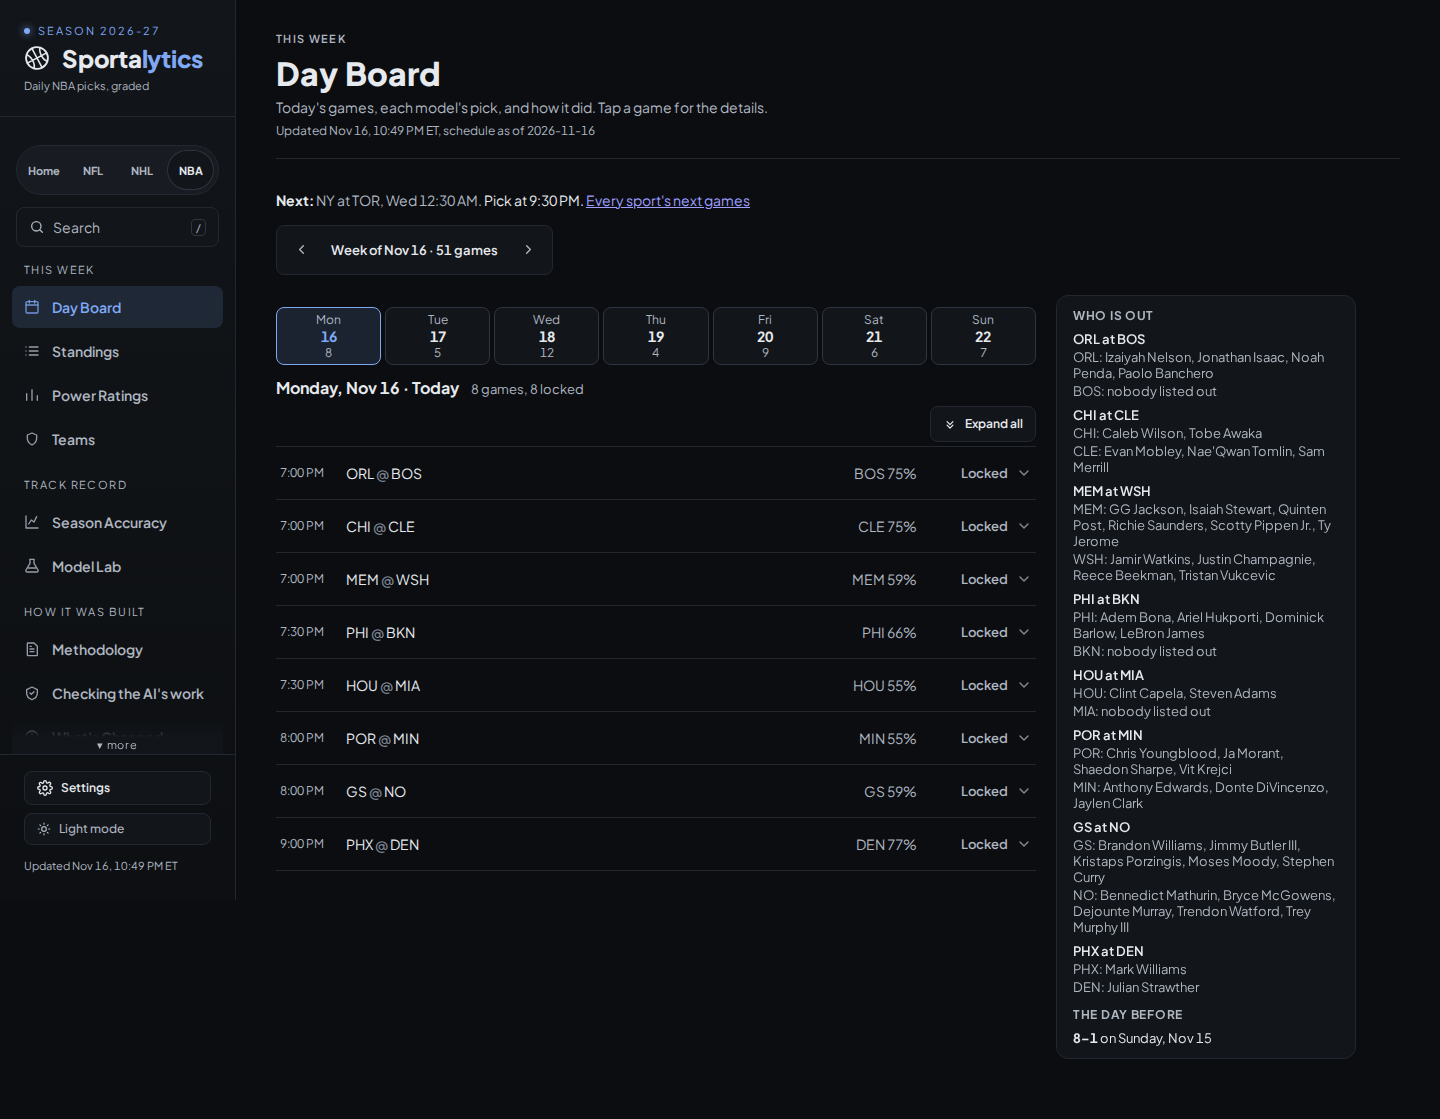 SEASON 2026-27
Sportalytics
Daily NBA picks, graded
Home NFL NHL NBA
Search /
THIS WEEK
Day Board
Standings
Power Ratings
Teams
TRACK RECORD
Season Accuracy
Model Lab
HOW IT WAS BUILT
Methodology
Checking the AI's work
What's Changed
▾ more
Settings
Light mode
Updated Nov 16, 10:49 PM ET
THIS WEEK
Day Board
Today's games, each model's pick, and how it did. Tap a game for the details.
Updated Nov 16, 10:49 PM ET, schedule as of 2026-11-16
Next: NY at TOR, Wed 12:30 AM. Pick at 9:30 PM. Every sport's next games
Week of Nov 16 · 51 games
Mon Tue Wed Thu Fri Sat Sun
16 17 18 19 20 21 22
8 5 12 4 9 6 7
Monday, Nov 16 · Today 8 games, 8 locked
Expand all
7:00 PM ORL @ BOS BOS 75% Locked
7:00 PM CHI @ CLE CLE 75% Locked
7:00 PM MEM @ WSH MEM 59% Locked
7:30 PM PHI @ BKN PHI 66% Locked
7:30 PM HOU @ MIA HOU 55% Locked
8:00 PM POR @ MIN MIN 55% Locked
8:00 PM GS @ NO GS 59% Locked
9:00 PM PHX @ DEN DEN 77% Locked
WHO IS OUT
ORL at BOS
ORL: Izaiyah Nelson, Jonathan Isaac, Noah
Penda, Paolo Banchero
BOS: nobody listed out
CHI at CLE
CHI: Caleb Wilson, Tobe Awaka
CLE: Evan Mobley, Nae'Qwan Tomlin, Sam
Merrill
MEM at WSH
MEM: GG Jackson, Isaiah Stewart, Quinten
Post, Richie Saunders, Scotty Pippen Jr., Ty
Jerome
WSH: Jamir Watkins, Justin Champagnie,
Reece Beekman, Tristan Vukcevic
PHI at BKN
PHI: Adem Bona, Ariel Hukporti, Dominick
Barlow, LeBron James
BKN: nobody listed out
HOU at MIA
HOU: Clint Capela, Steven Adams
MIA: nobody listed out
POR at MIN
POR: Chris Youngblood, Ja Morant,
Shaedon Sharpe, Vit Krejci
MIN: Anthony Edwards, Donte DiVincenzo,
Jaylen Clark
GS at NO
GS: Brandon Williams, Jimmy Butler III,
Kristaps Porzingis, Moses Moody, Stephen
Curry
NO: Bennedict Mathurin, Bryce McGowens,
Dejounte Murray, Trendon Watford, Trey
Murphy III
PHX at DEN
PHX: Mark Williams
DEN: Julian Strawther
THE DAY BEFORE
8–1 on Sunday, Nov 15